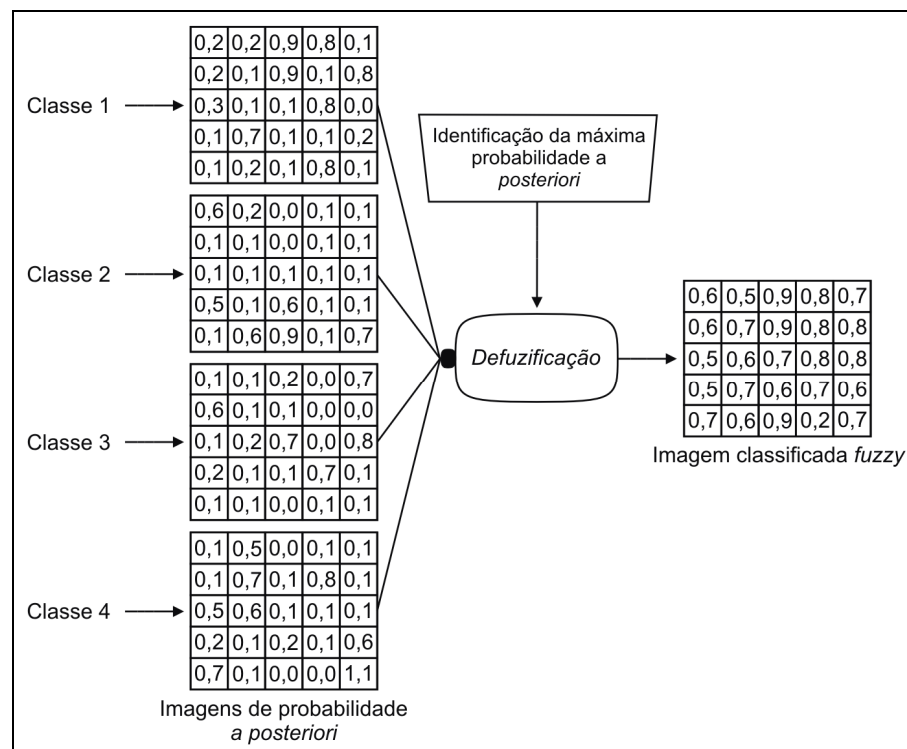 0,2 0,2 0,9 0,8 0,1
0,2 0,1 0,9 0,1 0,8
Classe 1
0,3 0,1 0,1 0,8 0,0
0,1 0,7 0,1 0,1 0,2
0,1 0,2 0,1 0,8 0,1
0,6 0,2 0,0 0,1 0,1
0,1 0,1 0,0 0,1 0,1
Classe 2
0,1 0,1 0,1 0,1 0,1
0,5 0,1 0,6 0,1 0,1
0,1 0,6 0,9 0,1 0,7
0,1 0,1 0,2 0,0 0,7
0,6 0,1 0,1 0,0 0,0
Classe 3
0,1 0,2 0,7 0,0 0,8
0,2 0,1 0,1 0,7 0,1
0,1 0,1 0,0 0,1 0,1
0,1 0,5 0,0 0,1 0,1
0,1 0,7 0,1 0,8 0,1
Classe 4
0,5 0,6 0,1 0,1 0,1
0,2 0,1 0,2 0,1 0,6
0,7 0,1 0,0 0,0 1,1
Imagens de probabilidade
a posteriori
Identificação da máxima
probabilidade a
posteriori
Defuzificação
0,6 0,5 0,9 0,8 0,7
0,6 0,7 0,9 0,8 0,8
0,5 0,6 0,7 0,8 0,8
0,5 0,7 0,6 0,7 0,6
0,7 0,6 0,9 0,2 0,7
Imagem classificada fuzzy